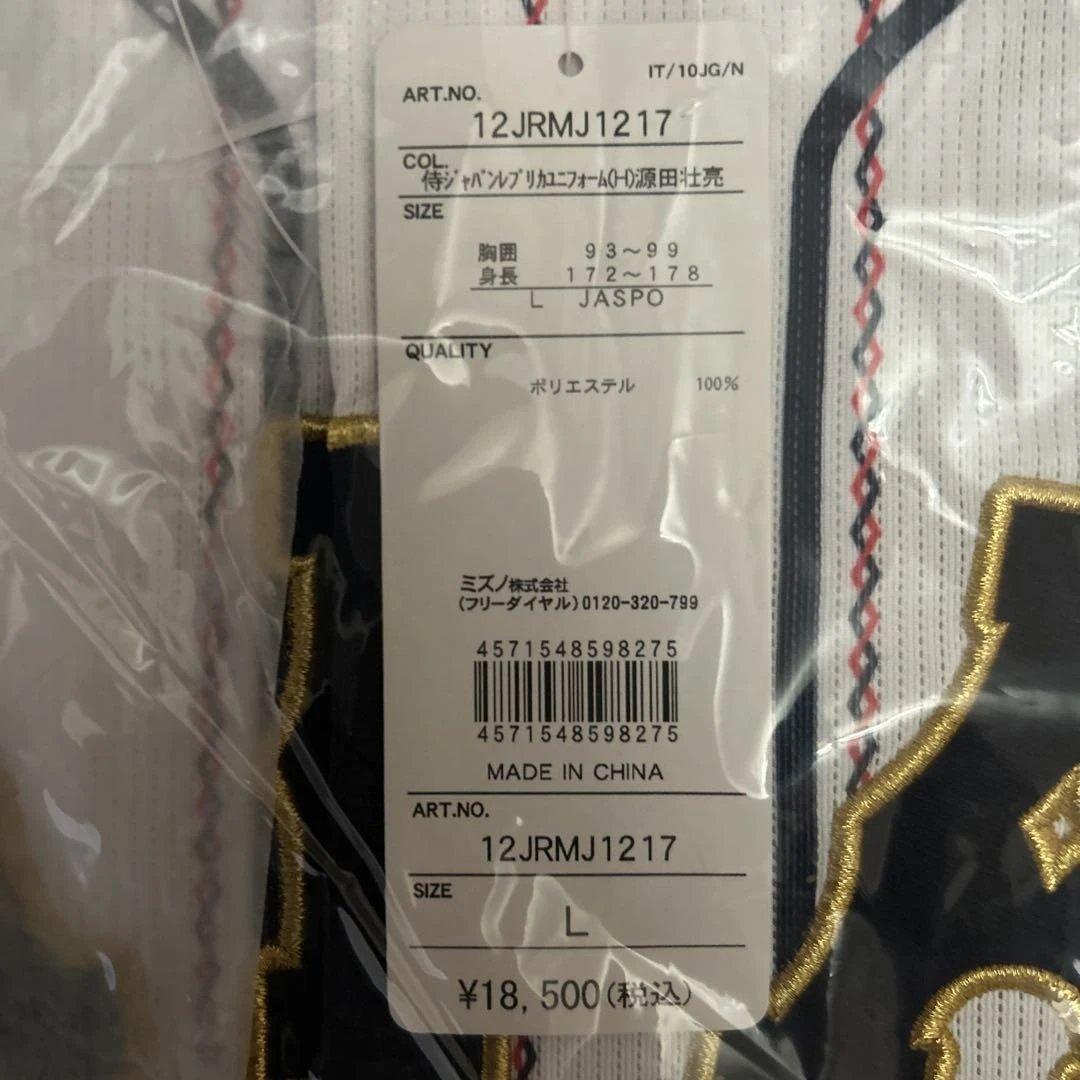 IT/10JG/N
ART.NO.
12JRMJ1217
COL.
侍ｼﾞｬﾊﾟﾝﾚﾌﾟﾘｶﾕﾆﾌｫｰﾑ(H)源田壮亮
SIZE
胸囲 93～99
身長 172～178
L JASPO
QUALITY
ポリエステル 100%
ミズノ株式会社
(フリーダイヤル)0120-320-799
4571548598275
4571548598275
MADE IN CHINA
ART.NO.
12JRMJ1217
SIZE
L
¥18,500(税込)